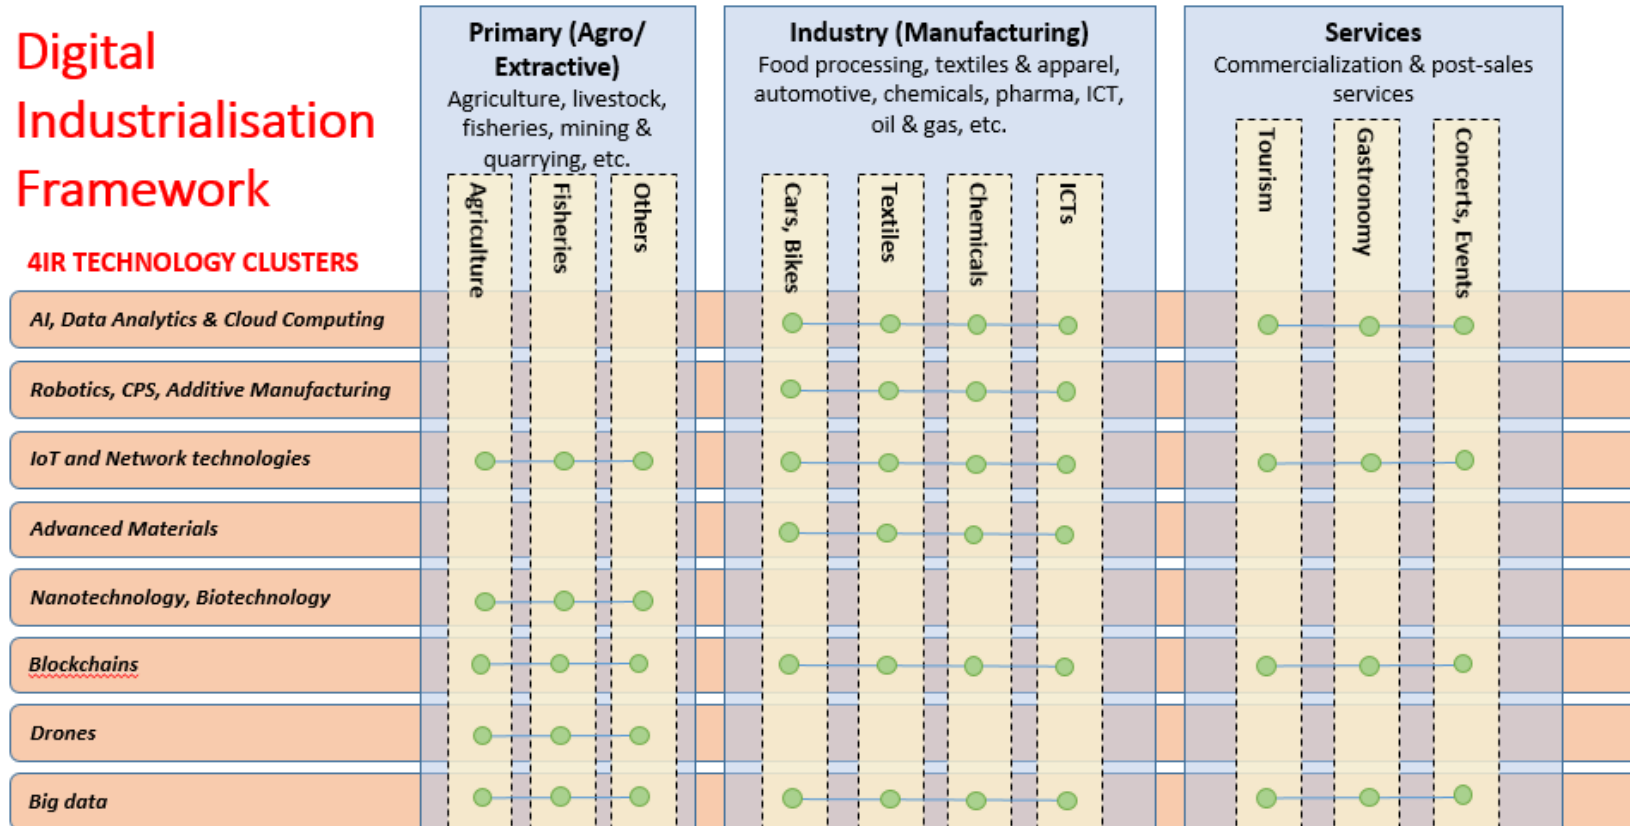 Digital
Industrialisation
Framework
4IR TECHNOLOGY CLUSTERS
Primary (Agro/
Extractive)
Agriculture, livestock,
fisheries, mining &
quarrying, etc.
Agriculture
Fisheries
Others
Industry (Manufacturing)
Food processing, textiles & apparel,
automotive, chemicals, pharma, ICT,
oil & gas, etc.
Cars, Bikes
Textiles
Chemicals
ICTs
Services
Commercialization & post-sales
services
Tourism
Gastronomy
Concerts, Events
AI, Data Analytics & Cloud Computing
Robotics, CPS, Additive Manufacturing
IoT and Network technologies
Advanced Materials
Nanotechnology, Biotechnology
Blockchains
Drones
Big data